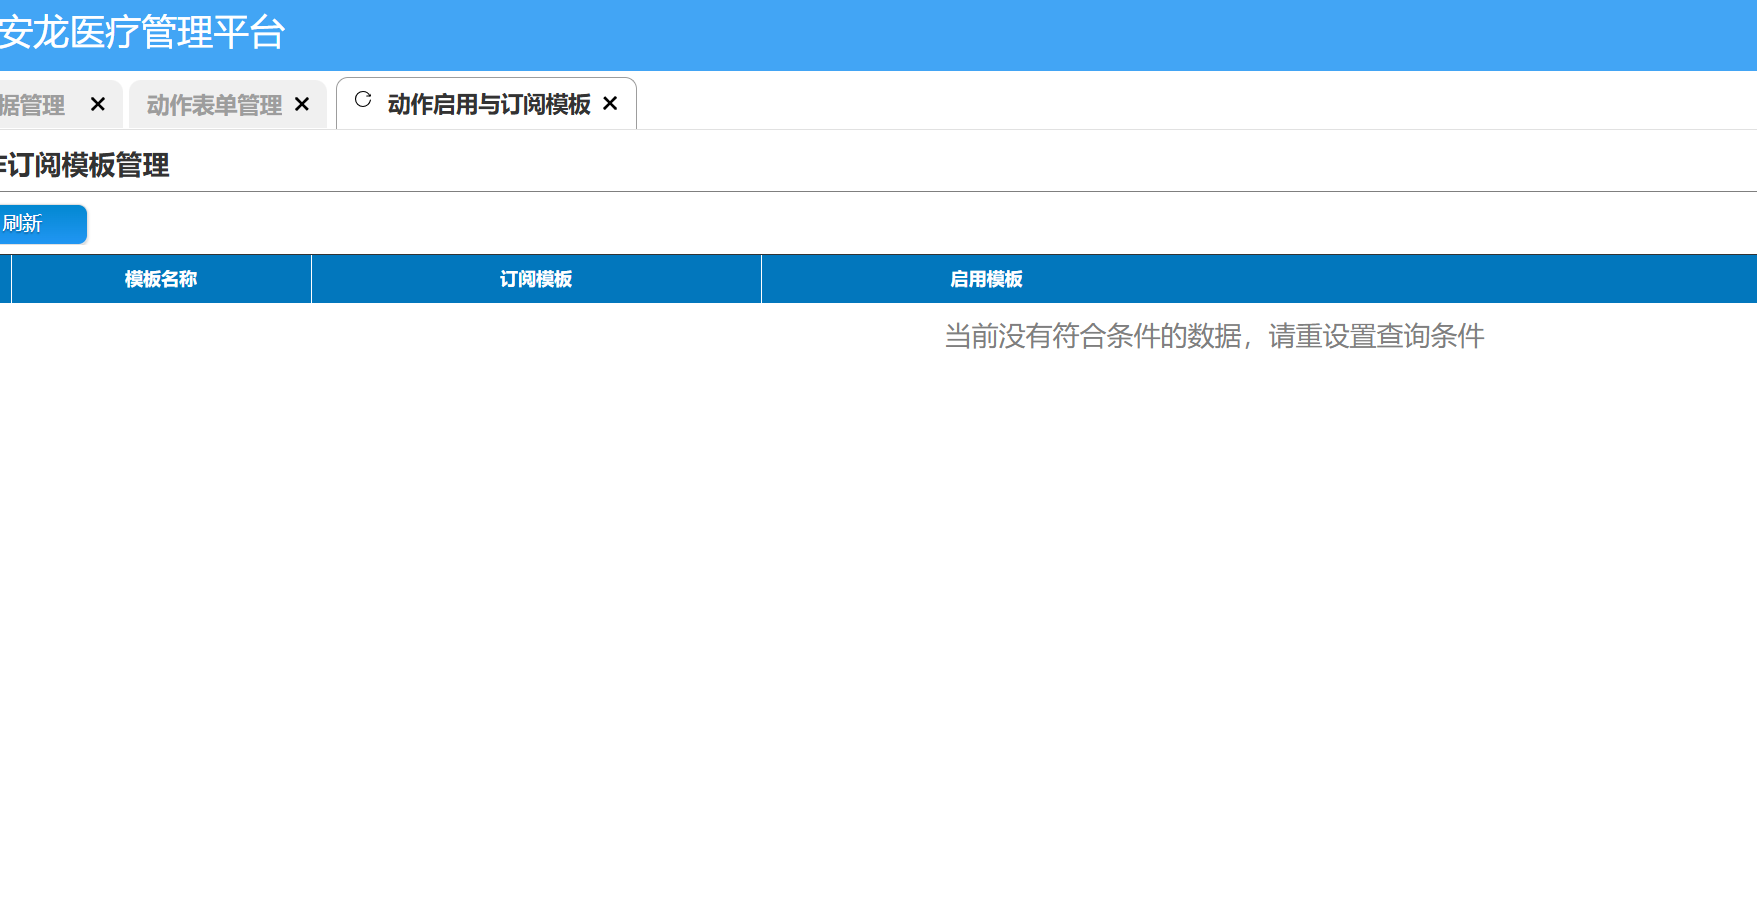 安龙医疗管理平台
据管理 动作表单管理 动作启用与订阅模板
作订阅模板管理
刷新
模板名称 订阅模板 启用模板
当前没有符合条件的数据，请重设置查询条件